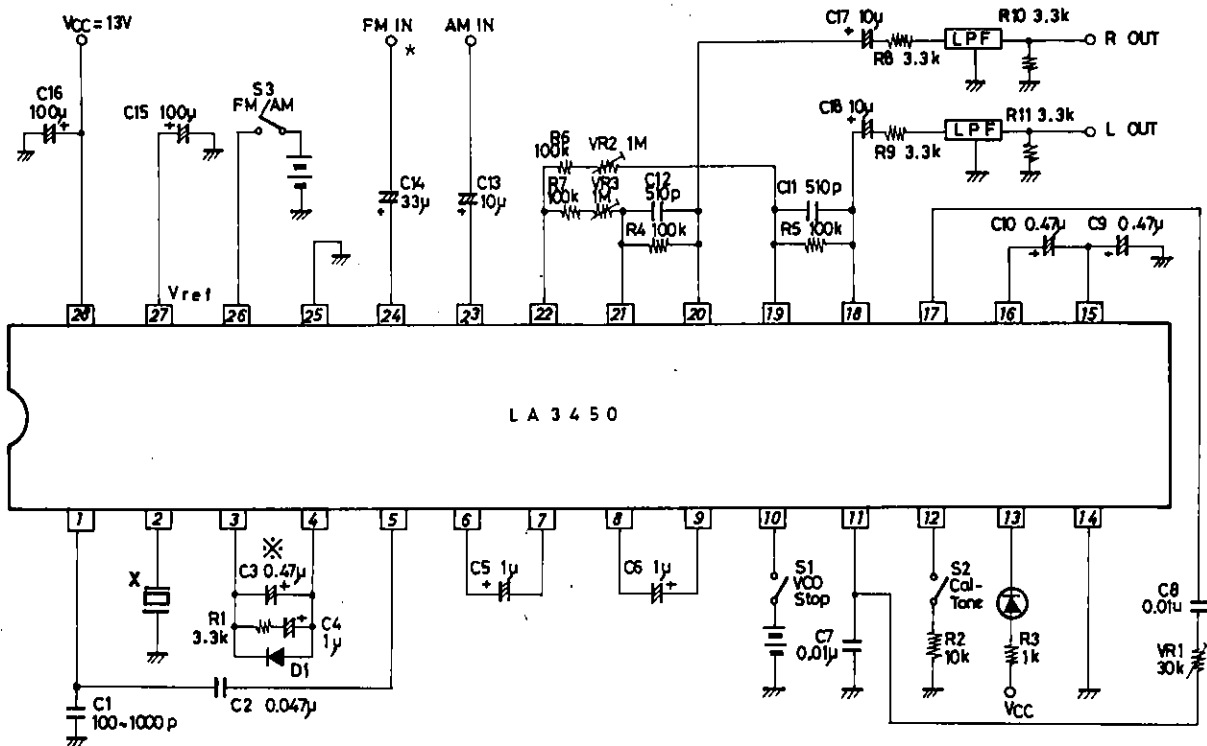 VCC=13V
FM IN
*
AM IN
C17 10μ
R8 3.3k
LPF
R10 3.3k
R OUT
C16
100μ
+
C15 100μ
+
S3
FM/AM
C18 10μ
+
R9 3.3k
LPF
R11 3.3k
L OUT
C14
33μ
+
C13
10μ
+
R6
100k
VR2 1M
R7
100k
VR3
1M
C12
510p
R4 100k
C11 510p
R5 100k
C10 0.47μ
+
C9 0.47μ
+
Vref
28
27
26
25
24
23
22
21
20
19
18
17
16
15
LA3450
1
2
3
4
5
6
7
8
9
10
11
12
13
14
X
※
C3 0.47μ
+
R1
3.3k
C4
1μ
+
D1
C1
100~1000p
C2 0.047μ
C5 1μ
+
C6 1μ
+
S1
VCO
Stop
C7
0.01μ
S2
Cal-
Tone
R2
10k
R3
1k
VCC
C8
0.01μ
VR1
30k